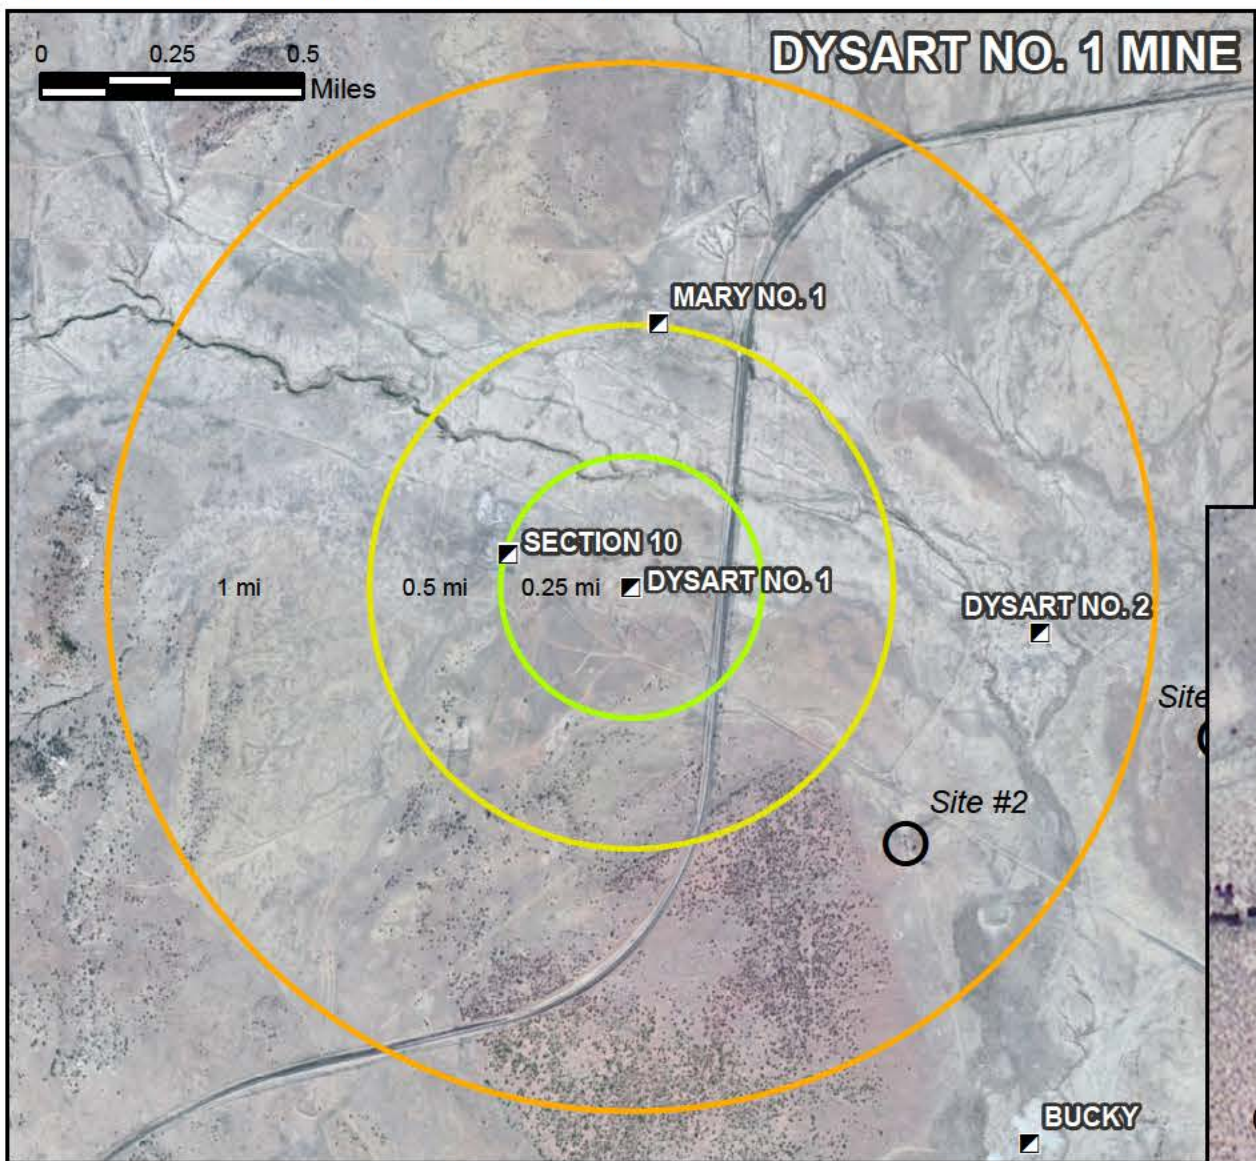 DYSART NO. 1 MINE
0 0.25 0.5
Miles
MARY NO. 1
SECTION 10
1 mi 0.5 mi 0.25 mi DYSART NO. 1
DYSART NO. 2
Site
Site #2
BUCKY